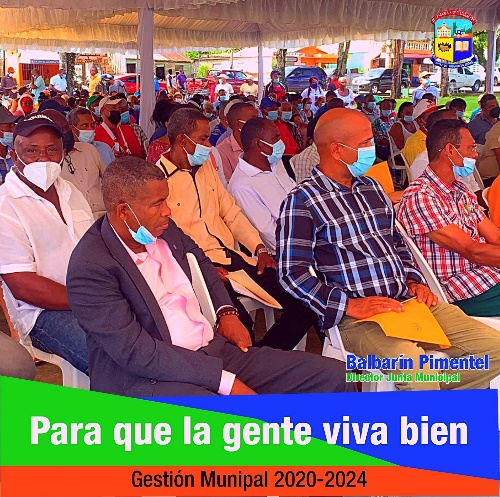 Balbarin Pimentel
Director Junta Municipal
Para que la gente viva bien
Gestión Munipal 2020-2024